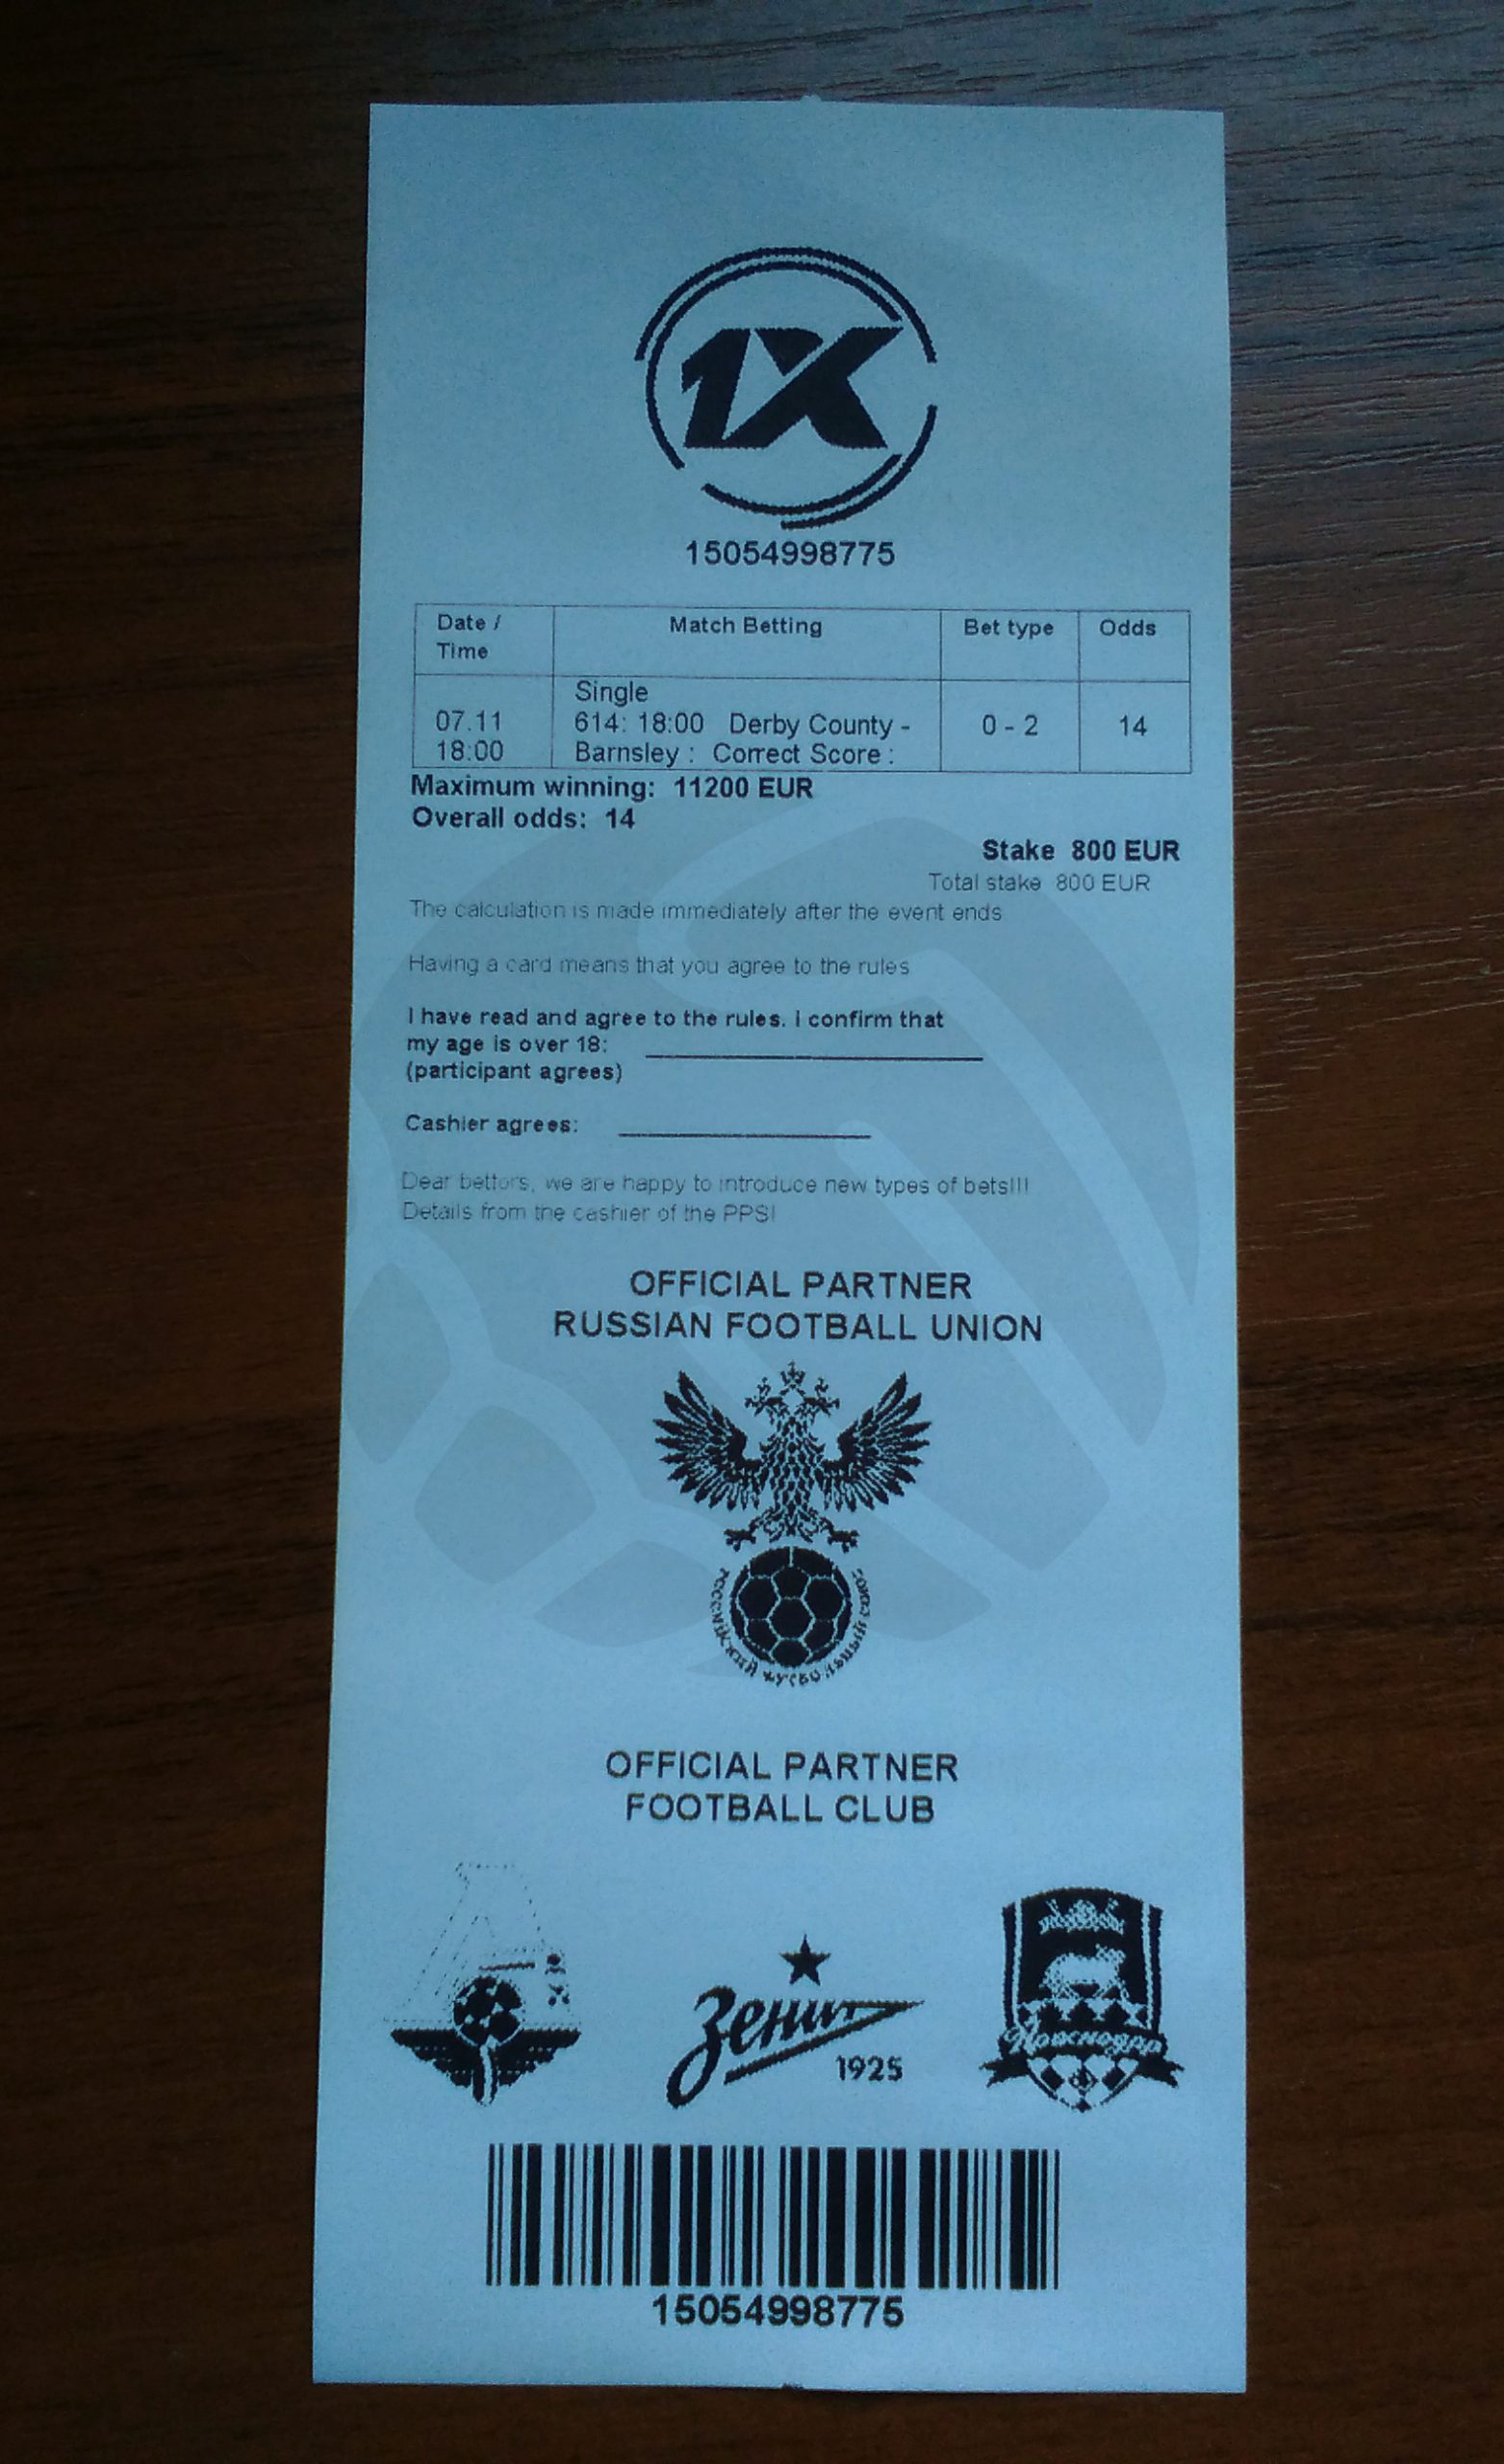 1X
15054998775
Date / Time
Match Betting
Bet type
Odds
07.11
18:00
Single
614: 18:00 Derby County -
Barnsley : Correct Score :
0 - 2
14
Maximum winning: 11200 EUR
Overall odds: 14
Stake 800 EUR
Total stake 800 EUR
The calculation is made immediately after the event ends
Having a card means that you agree to the rules
I have read and agree to the rules. I confirm that
my age is over 18:
(participant agrees)
Cashier agrees:
Dear bettors, we are happy to introduce new types of bets!!!
Details from the cashier of the PPS!
OFFICIAL PARTNER
RUSSIAN FOOTBALL UNION
РОССИЙСКИЙ ФУТБОЛЬНЫЙ СОЮЗ
OFFICIAL PARTNER
FOOTBALL CLUB
Зенит
1925
Краснодар
15054998775